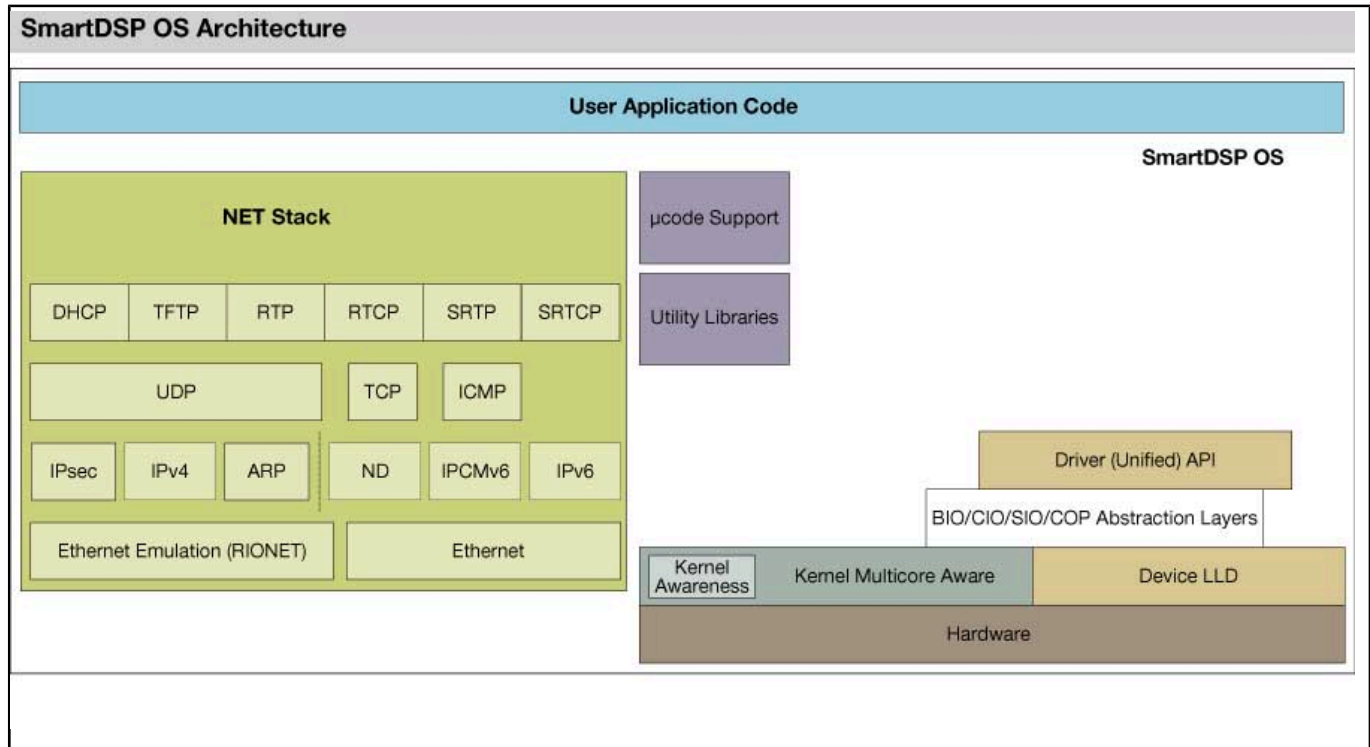 SmartDSP OS Architecture
User Application Code
SmartDSP OS
NET Stack
DHCP TFTP RTP RTCP SRTP SRTCP
UDP TCP ICMP
IPsec IPv4 ARP ND IPCMv6 IPv6
Ethernet Emulation (RIONET) Ethernet
µcode Support
Utility Libraries
Driver (Unified) API
BIO/CIO/SIO/COP Abstraction Layers
Kernel
Awareness
Kernel Multicore Aware
Device LLD
Hardware